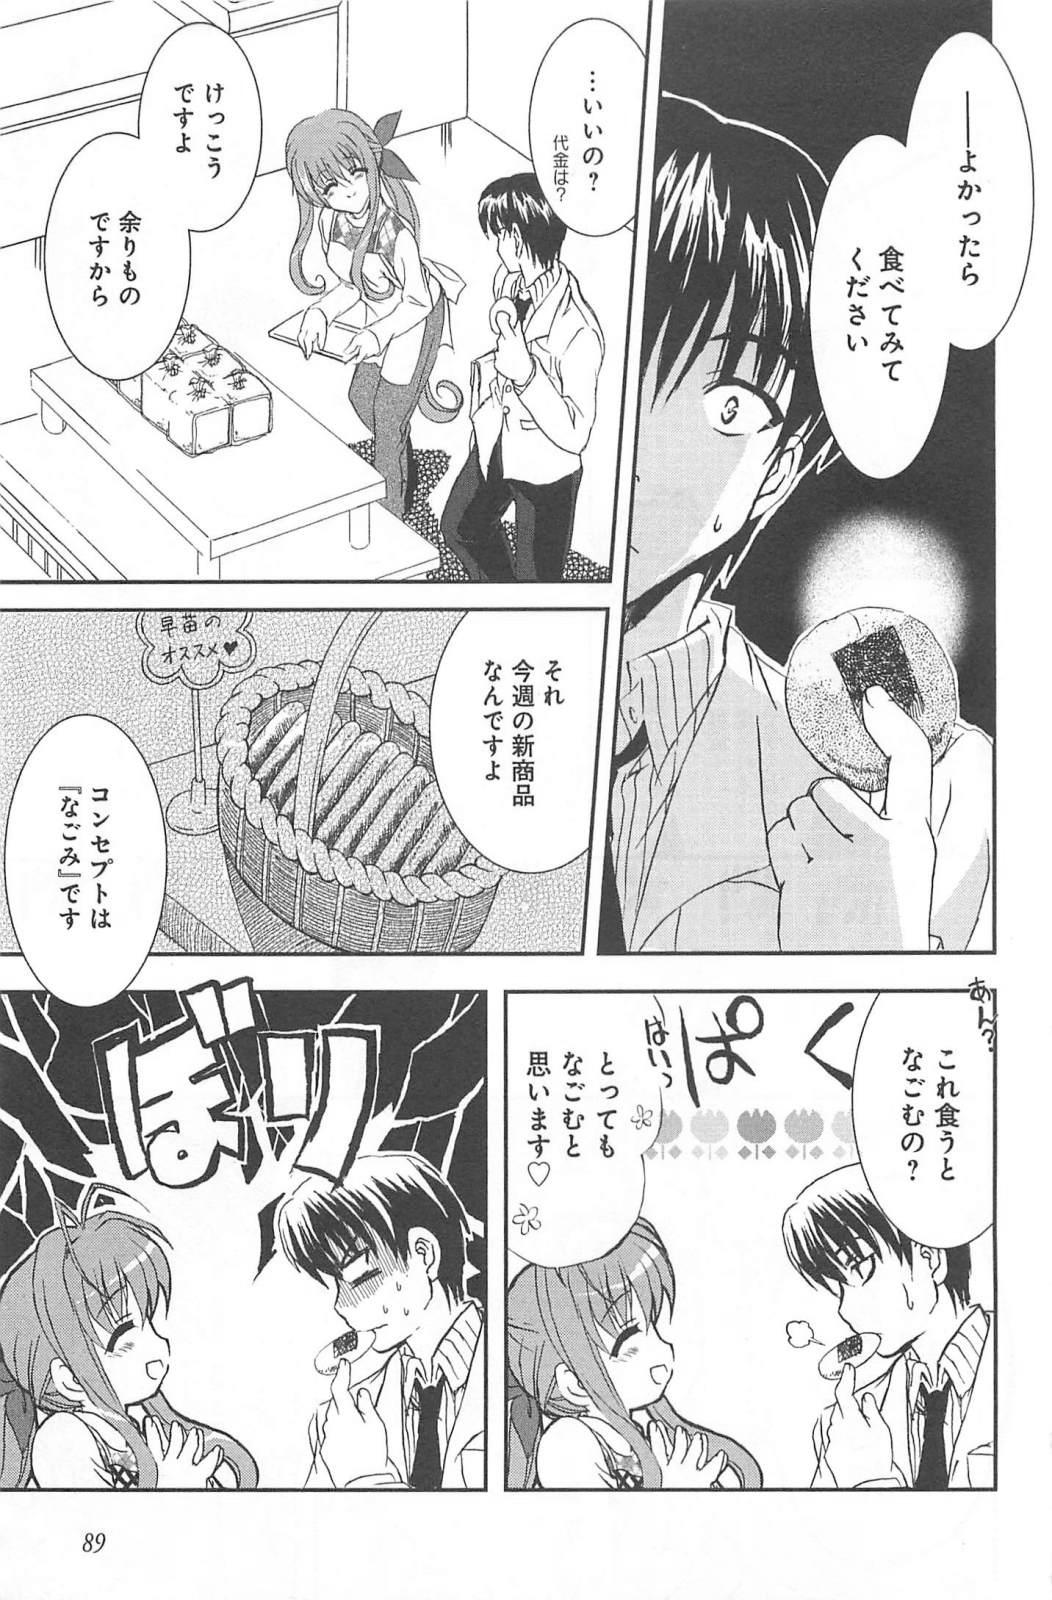 ――よかったら
食べてみて
ください
…いいの？
代金は？
けっこう
ですよ
余りもの
ですから
それ
今週の新商品
なんですよ
早苗の
オススメ♥
コンセプトは
『なごみ』です
あん？
これ食うと
なごむの？
ぱく
はいっ
とっても
なごむと
思います♡
ぼり
89